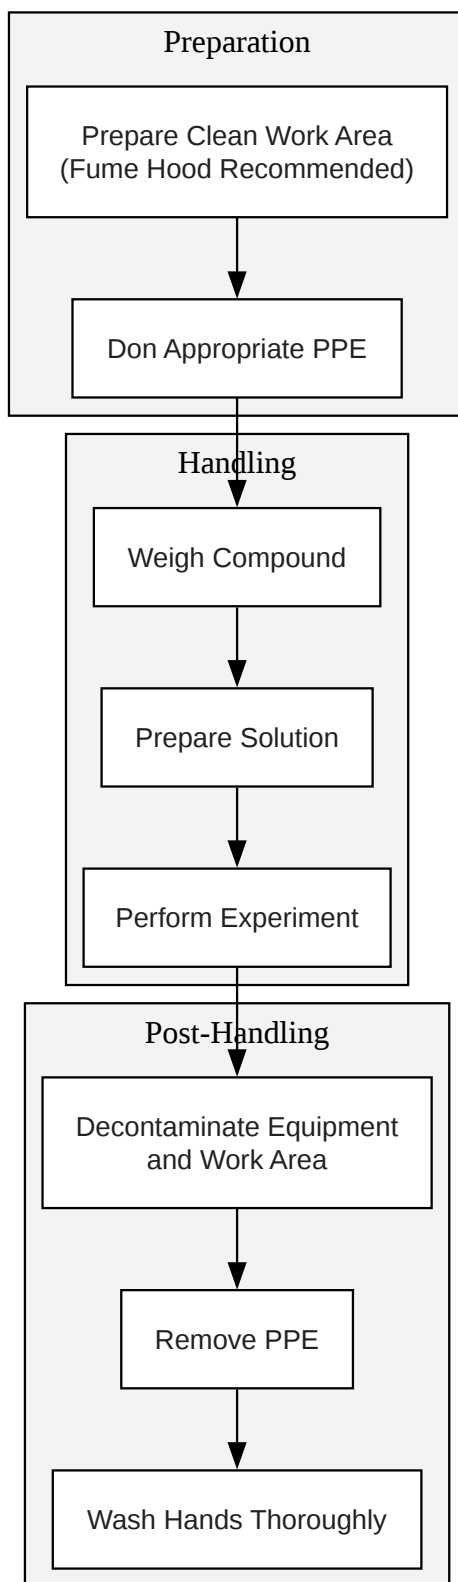 Preparation
Prepare Clean Work Area
(Fume Hood Recommended)
Don Appropriate PPE
Handling
Weigh Compound
Prepare Solution
Perform Experiment
Post-Handling
Decontaminate Equipment
and Work Area
Remove PPE
Wash Hands Thoroughly